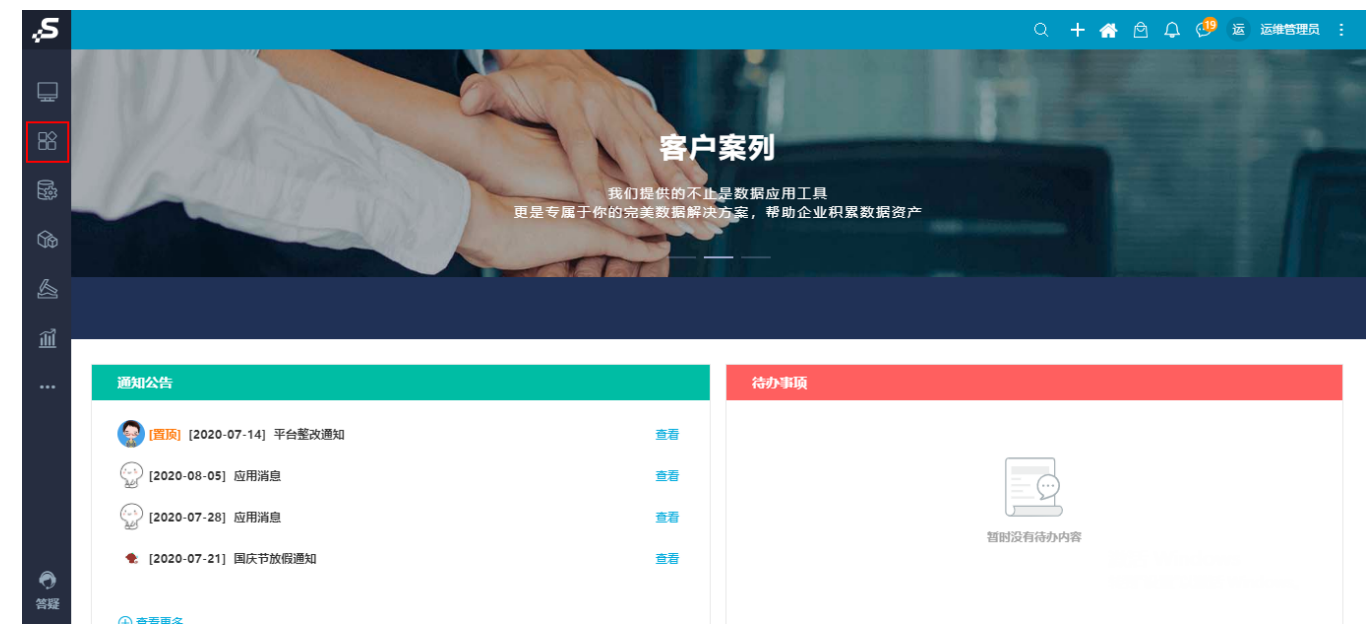 S
19
运
运维管理员
客户案列
我们提供的不止是数据应用工具
更是专属于你的完美数据解决方案，帮助企业积累数据资产
通知公告
[置顶] [2020-07-14] 平台整改通知 查看
[2020-08-05] 应用消息 查看
[2020-07-28] 应用消息 查看
[2020-07-21] 国庆节放假通知 查看
查看更多
待办事项
暂时没有待办内容
答疑